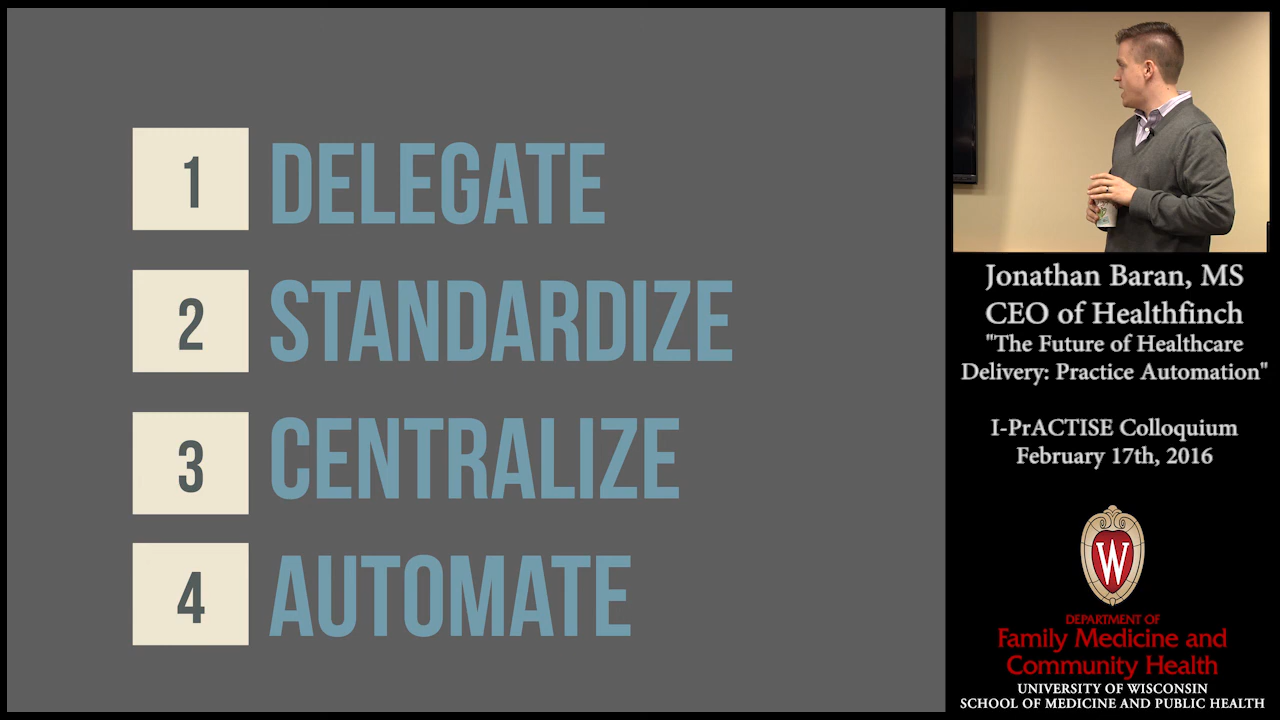 1 DELEGATE
2 STANDARDIZE
3 CENTRALIZE
4 AUTOMATE
Jonathan Baran, MS
CEO of Healthfinch
"The Future of Healthcare
Delivery: Practice Automation"
I-PrACTISE Colloquium
February 17th, 2016
W
DEPARTMENT OF
Family Medicine and
Community Health
UNIVERSITY OF WISCONSIN
SCHOOL OF MEDICINE AND PUBLIC HEALTH